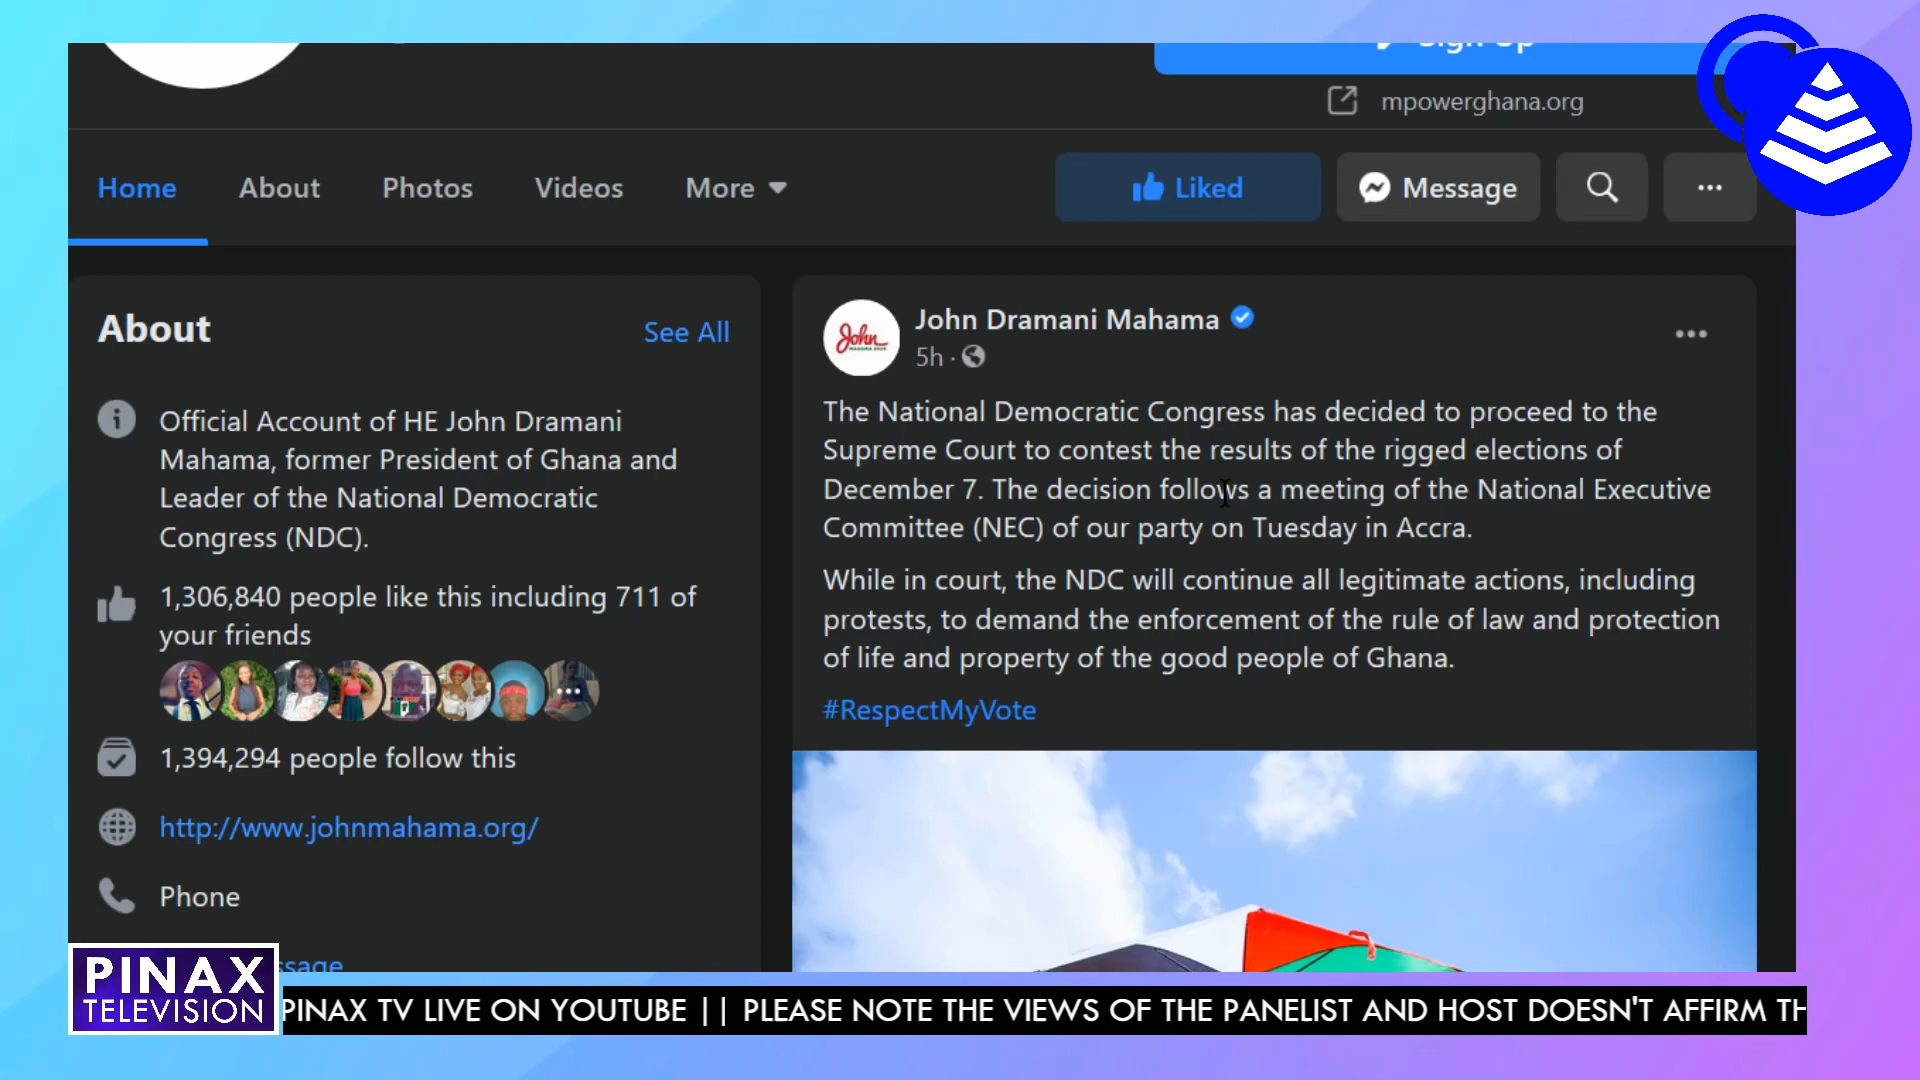 Sign Up
mpowerghana.org
Home About Photos Videos More
Liked Message
About See All
Official Account of HE John Dramani
Mahama, former President of Ghana and
Leader of the National Democratic
Congress (NDC).
1,306,840 people like this including 711 of
your friends
1,394,294 people follow this
http://www.johnmahama.org/
Phone
ssage
John
John Dramani Mahama
5h ·
The National Democratic Congress has decided to proceed to the
Supreme Court to contest the results of the rigged elections of
December 7. The decision follows a meeting of the National Executive
Committee (NEC) of our party on Tuesday in Accra.
While in court, the NDC will continue all legitimate actions, including
protests, to demand the enforcement of the rule of law and protection
of life and property of the good people of Ghana.
#RespectMyVote
PINAX
TELEVISION
PINAX TV LIVE ON YOUTUBE || PLEASE NOTE THE VIEWS OF THE PANELIST AND HOST DOESN'T AFFIRM TH